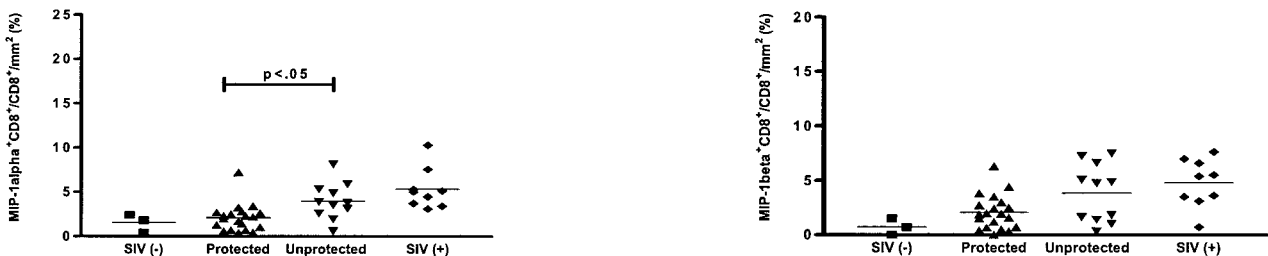 MIP-1alpha⁺CD8⁺/CD8⁺/mm² (%)
25
20
15
10
5
0
p<.05
SIV (-) Protected Unprotected SIV (+)
MIP-1beta⁺CD8⁺/CD8⁺/mm² (%)
20
15
10
5
0
SIV (-) Protected Unprotected SIV (+)